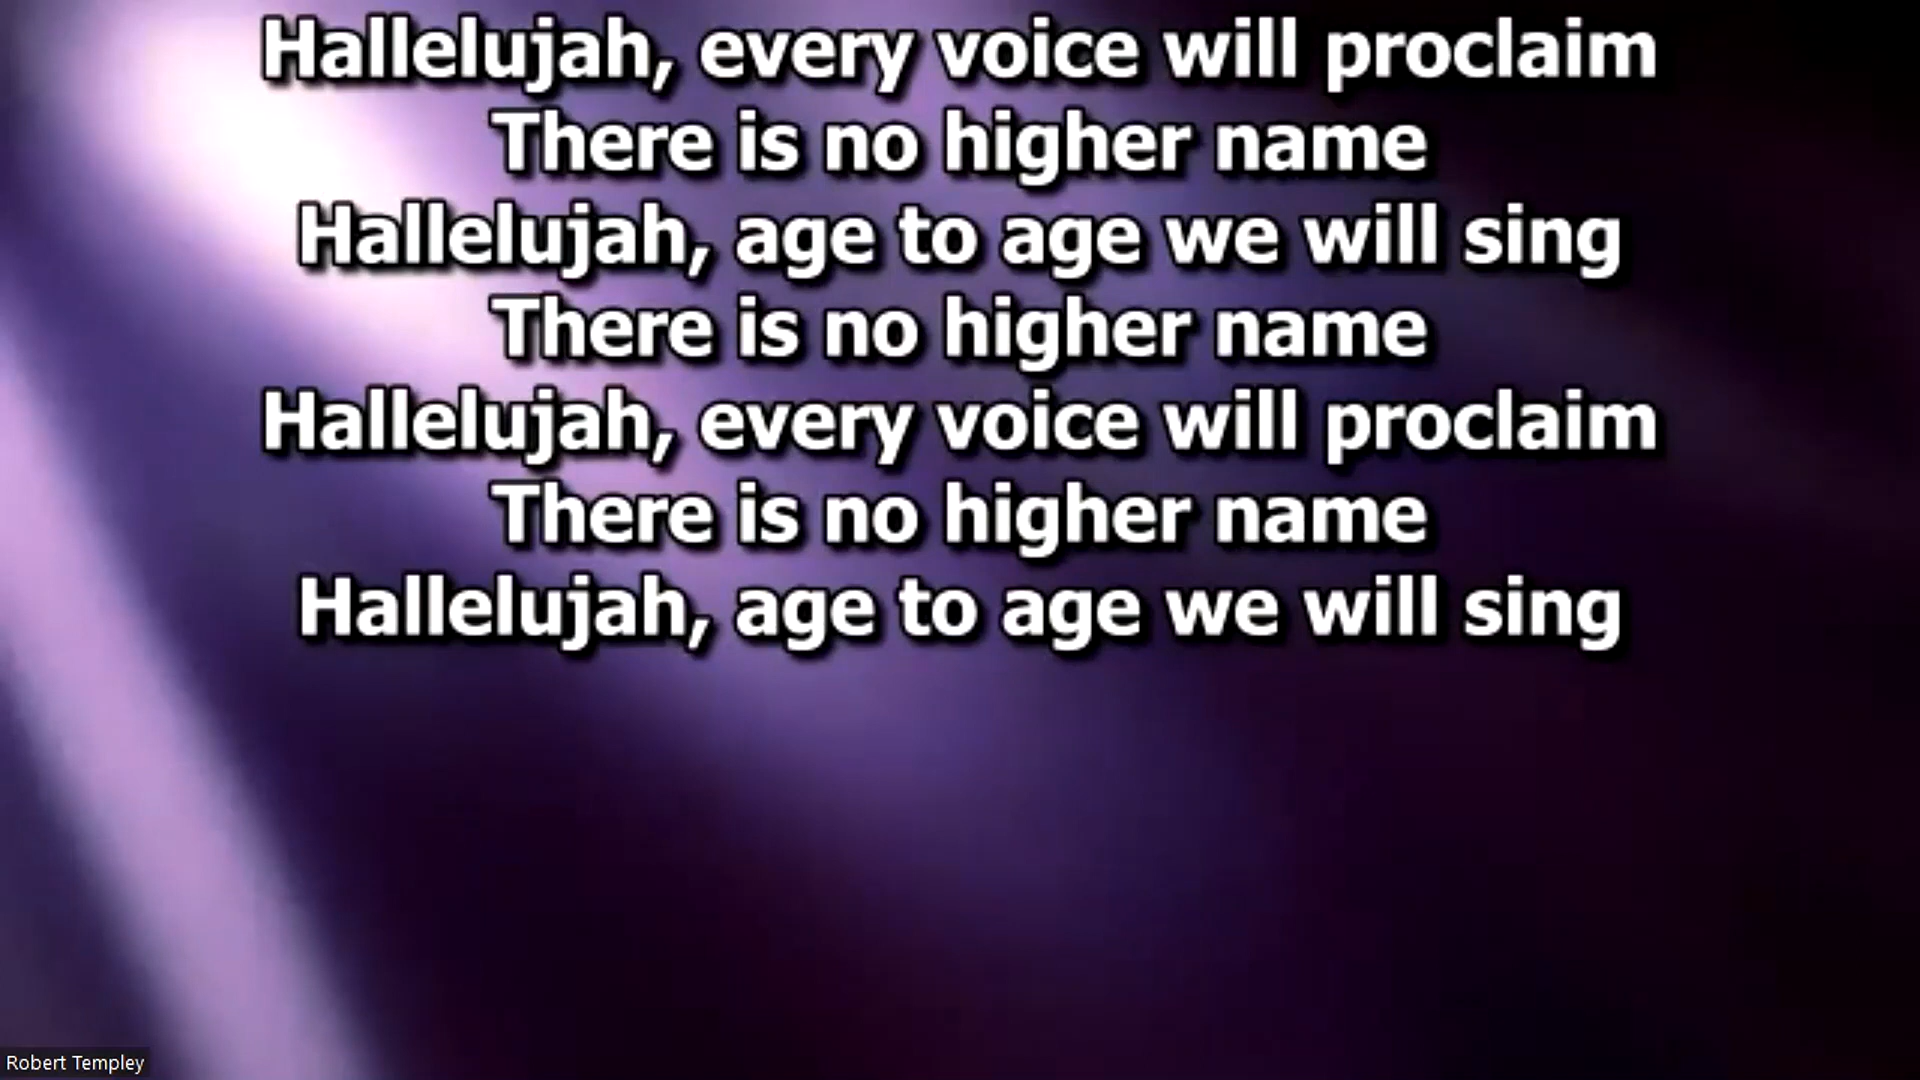 Hallelujah, every voice will proclaim
There is no higher name
Hallelujah, age to age we will sing
There is no higher name
Hallelujah, every voice will proclaim
There is no higher name
Hallelujah, age to age we will sing
Robert Templey